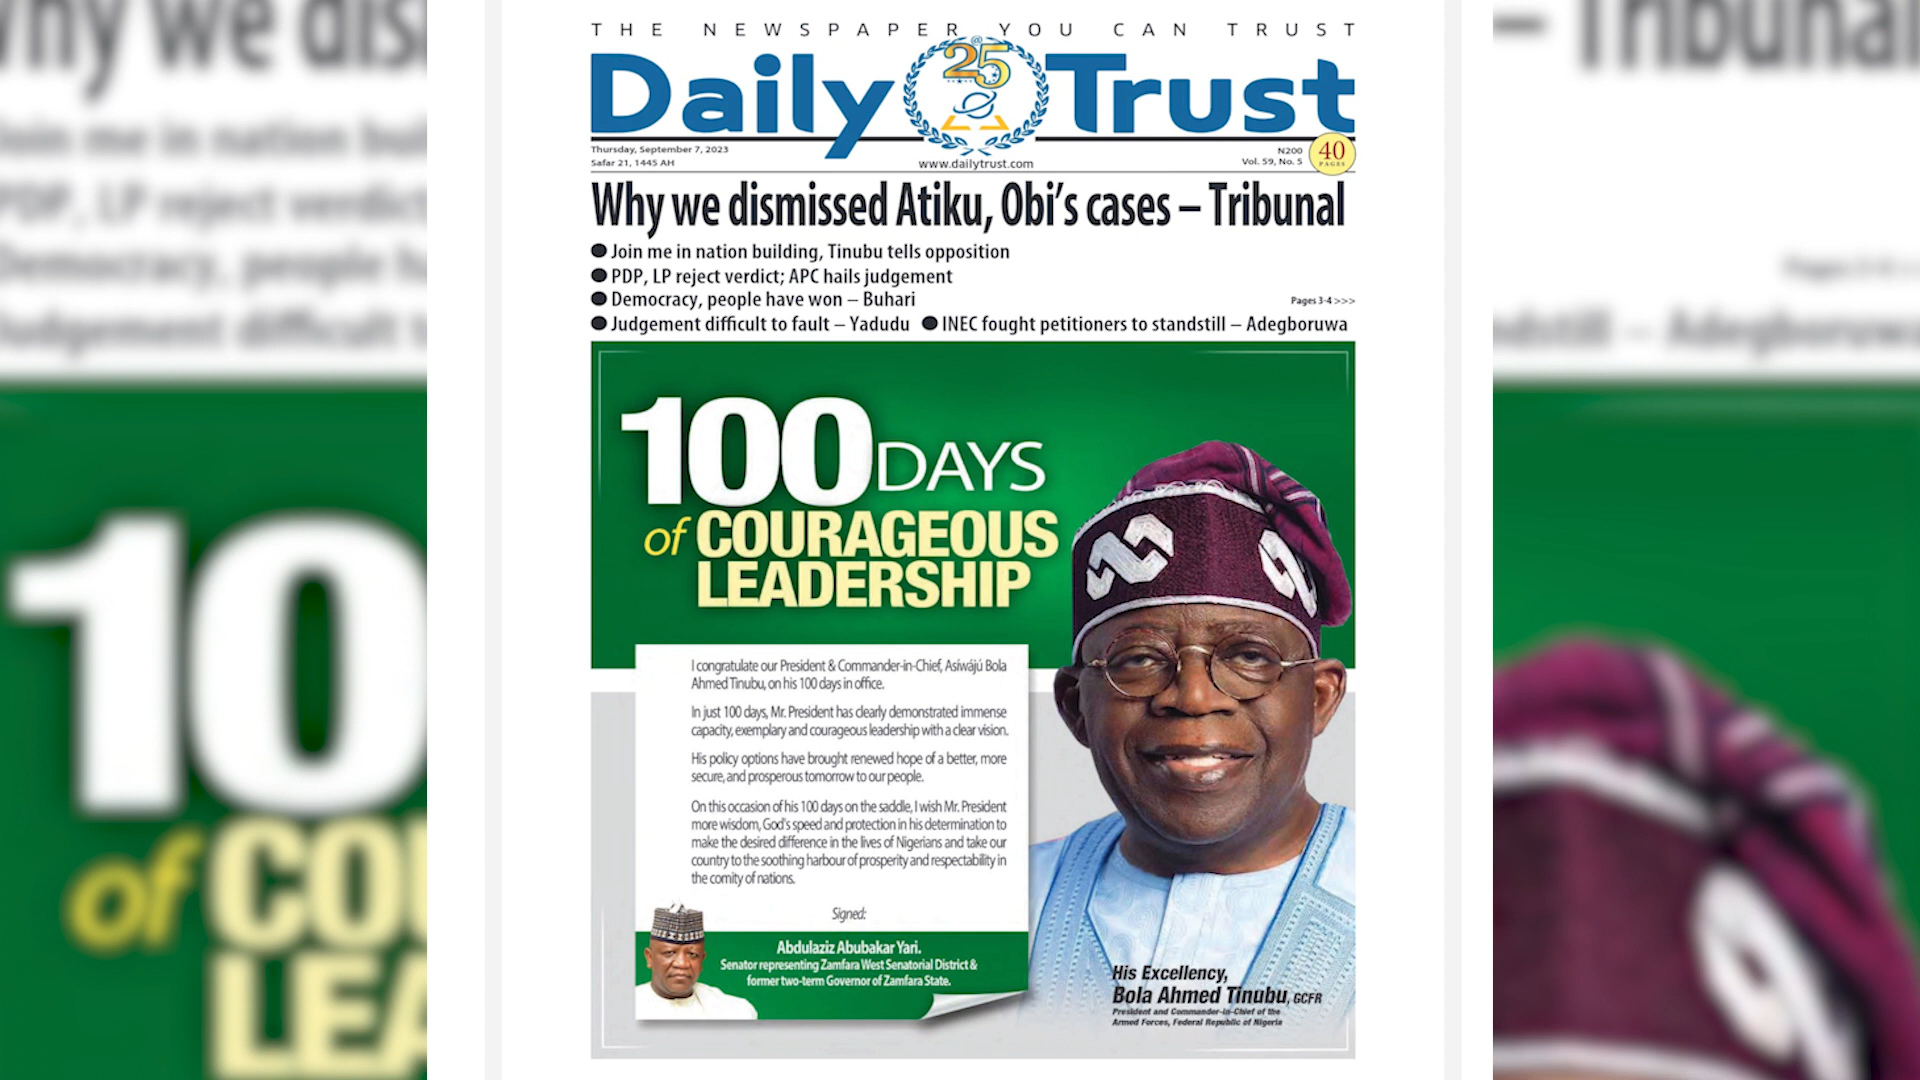 THE NEWSPAPER YOU CAN TRUST
Daily Trust
@25
Thursday, September 7, 2023
Safar 21, 1445 AH
www.dailytrust.com
N200
Vol. 59, No. 5
40
PAGES
Why we dismissed Atiku, Obi's cases – Tribunal
● Join me in nation building, Tinubu tells opposition
● PDP, LP reject verdict; APC hails judgement
● Democracy, people have won – Buhari
Pages 3-4 >>>
● Judgement difficult to fault – Yadudu ● INEC fought petitioners to standstill – Adegboruwa
100 DAYS
of COURAGEOUS
LEADERSHIP
I congratulate our President & Commander-in-Chief, Asíwájú Bola
Ahmed Tinubu, on his 100 days in office.
In just 100 days, Mr. President has clearly demonstrated immense
capacity, exemplary and courageous leadership with a clear vision.
His policy options have brought renewed hope of a better, more
secure, and prosperous tomorrow to our people.
On this occasion of his 100 days on the saddle, I wish Mr. President
more wisdom, God's speed and protection in his determination to
make the desired difference in the lives of Nigerians and take our
country to the soothing harbour of prosperity and respectability in
the comity of nations.
Signed:
Abdulaziz Abubakar Yari.
Senator representing Zamfara West Senatorial District &
former two-term Governor of Zamfara State.
His Excellency,
Bola Ahmed Tinubu, GCFR
President and Commander-in-Chief of the
Armed Forces, Federal Republic of Nigeria